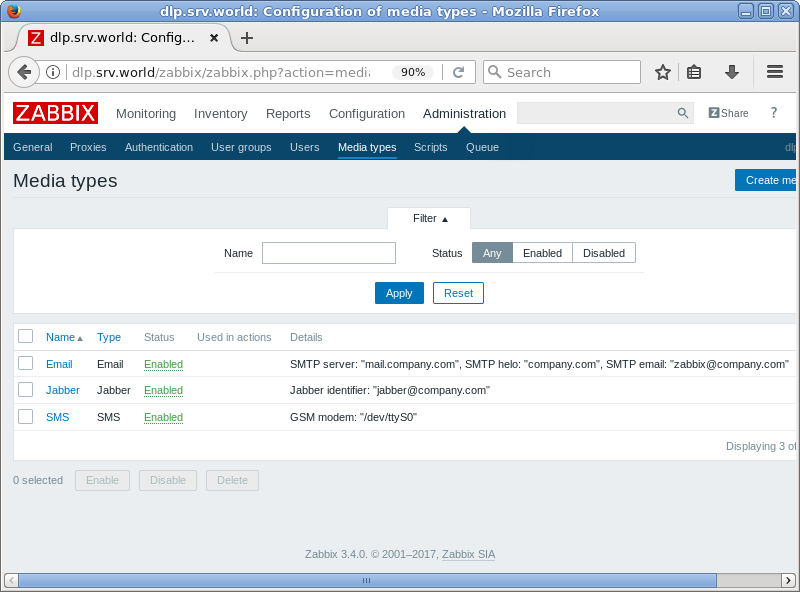 dlp.srv.world: Configuration of media types - Mozilla Firefox
dlp.srv.world: Config...
dlp.srv.world/zabbix/zabbix.php?action=medi 90% Search
ZABBIX Monitoring Inventory Reports Configuration Administration Z Share ?
General Proxies Authentication User groups Users Media types Scripts Queue dlp
Media types Create me
Filter
Name Status Any Enabled Disabled
Apply Reset
Name Type Status Used in actions Details
Email Email Enabled SMTP server: "mail.company.com", SMTP helo: "company.com", SMTP email: "zabbix@company.com"
Jabber Jabber Enabled Jabber identifier: "jabber@company.com"
SMS SMS Enabled GSM modem: "/dev/ttyS0"
Displaying 3 of
0 selected Enable Disable Delete
Zabbix 3.4.0. © 2001–2017, Zabbix SIA